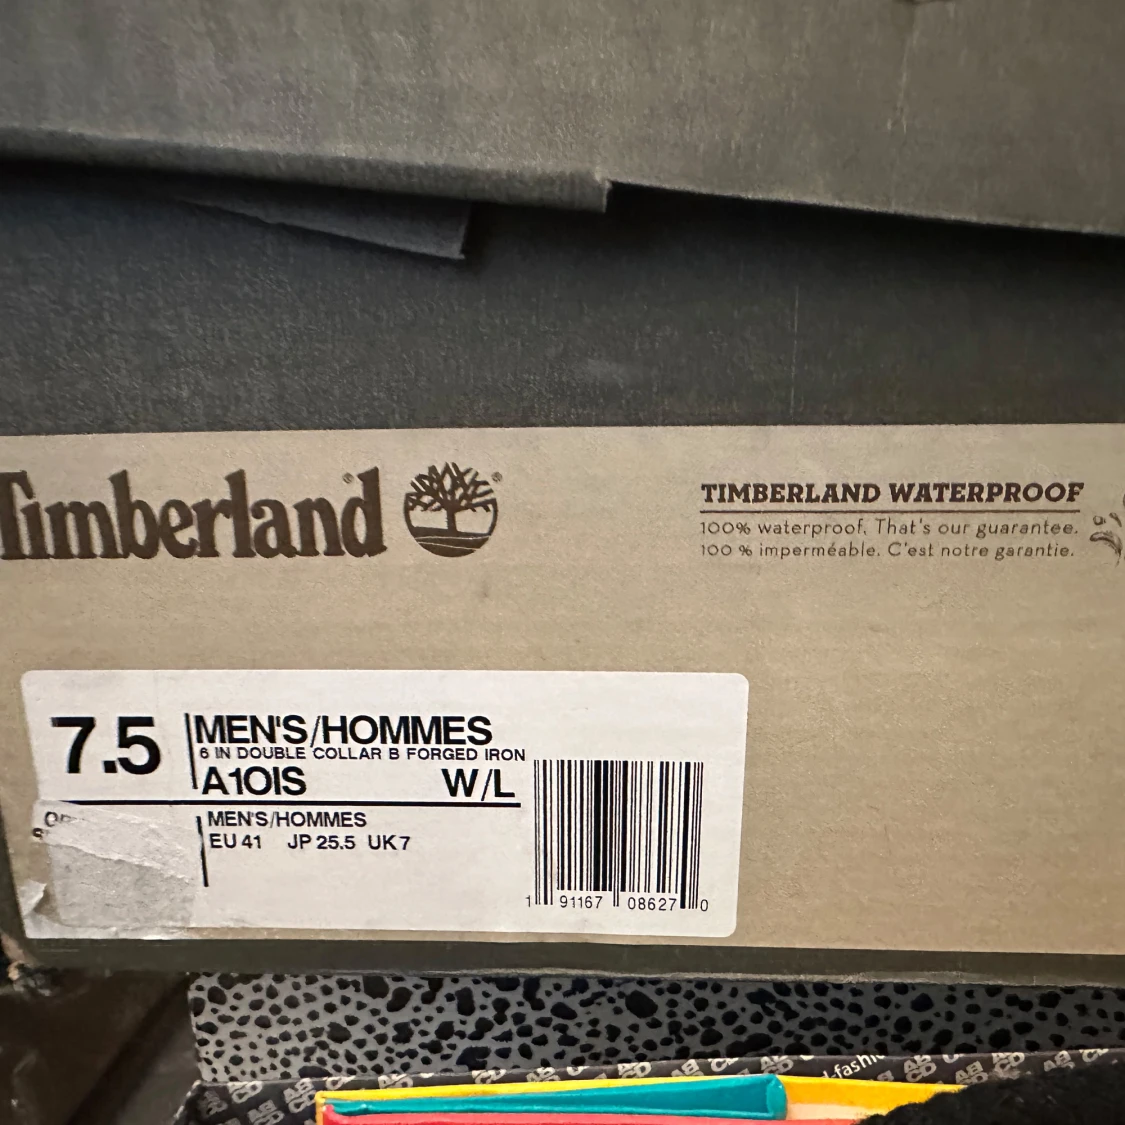 Timberland®
TIMBERLAND WATERPROOF
100% waterproof. That's our guarantee.
100 % imperméable. C'est notre garantie.
7.5
MEN'S/HOMMES
6 IN DOUBLE COLLAR B FORGED IRON
A1OIS W/L
MEN'S/HOMMES
EU 41 JP 25.5 UK 7
1 91167 08627 0